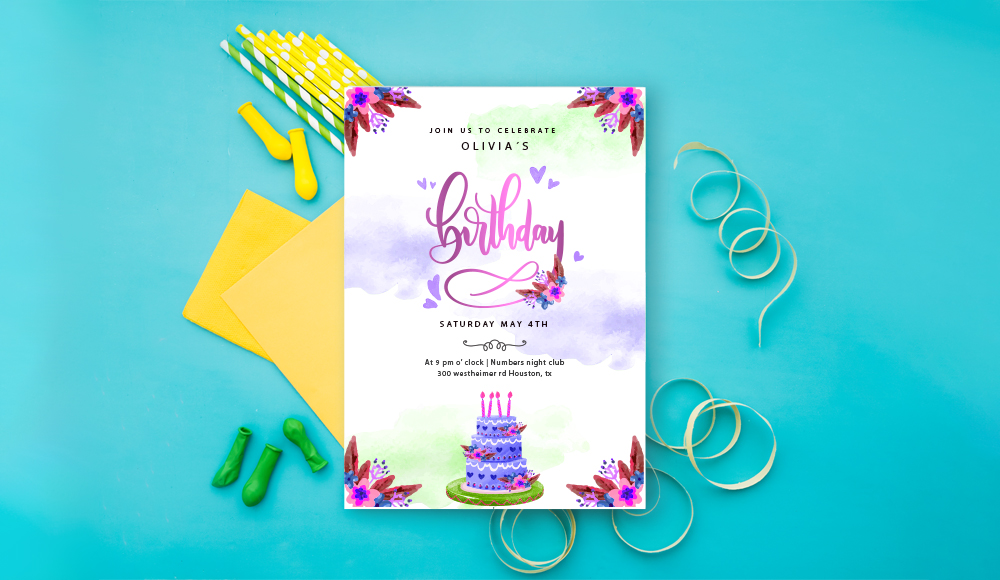 JOIN US TO CELEBRATE
OLIVIA´S
birthday
SATURDAY MAY 4TH
At 9 pm o' clock | Numbers night club
300 westheimer rd Houston, tx